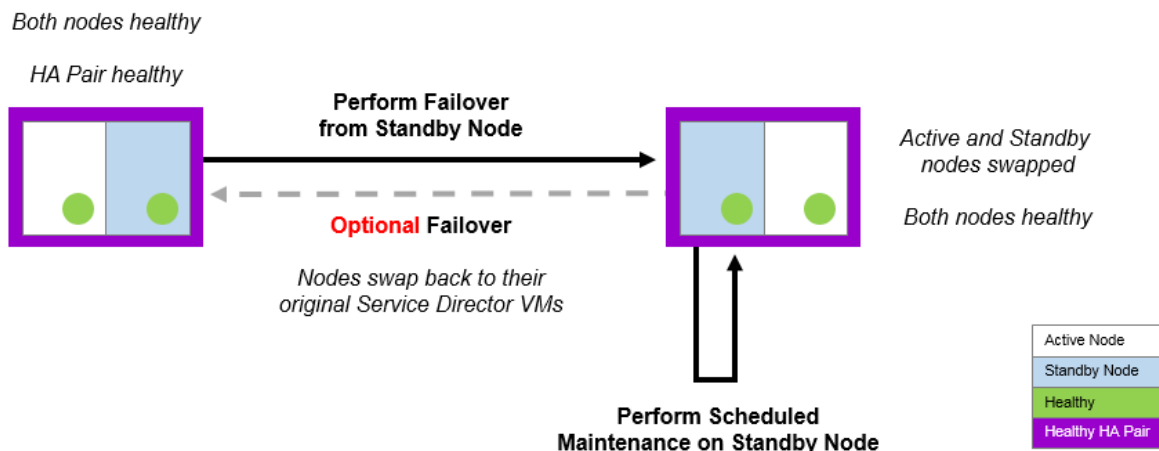 Both nodes healthy
HA Pair healthy
Perform Failover
from Standby Node
Optional Failover
Nodes swap back to their
original Service Director VMs
Active and Standby
nodes swapped
Both nodes healthy
Perform Scheduled
Maintenance on Standby Node
Active Node
Standby Node
Healthy
Healthy HA Pair